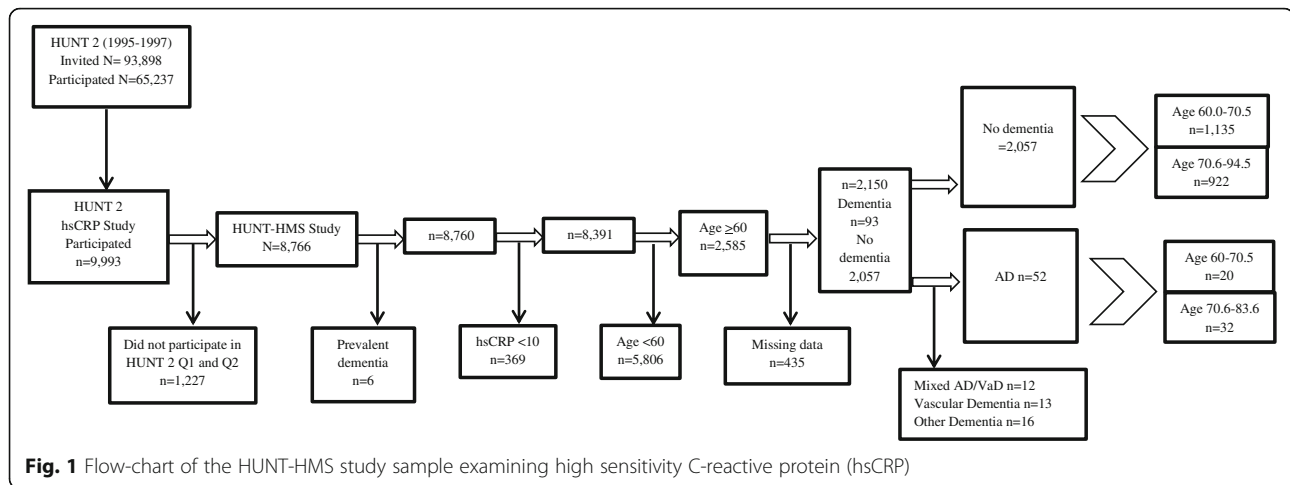 HUNT 2 (1995-1997)
Invited N= 93,898
Participated N=65,237
HUNT 2
hsCRP Study
Participated
n=9,993
Did not participate in
HUNT 2 Q1 and Q2
n=1,227
HUNT-HMS Study
N=8,766
Prevalent
dementia
n=6
n=8,760
hsCRP <10
n=369
n=8,391
Age <60
n=5,806
Age ≥60
n=2,585
Missing data
n=435
n=2,150
Dementia
n=93
No
dementia
2,057
No dementia
=2,057
Age 60.0-70.5
n=1,135
Age 70.6-94.5
n=922
AD n=52
Age 60-70.5
n=20
Age 70.6-83.6
n=32
Mixed AD/VaD n=12
Vascular Dementia n=13
Other Dementia n=16
Fig. 1 Flow-chart of the HUNT-HMS study sample examining high sensitivity C-reactive protein (hsCRP)